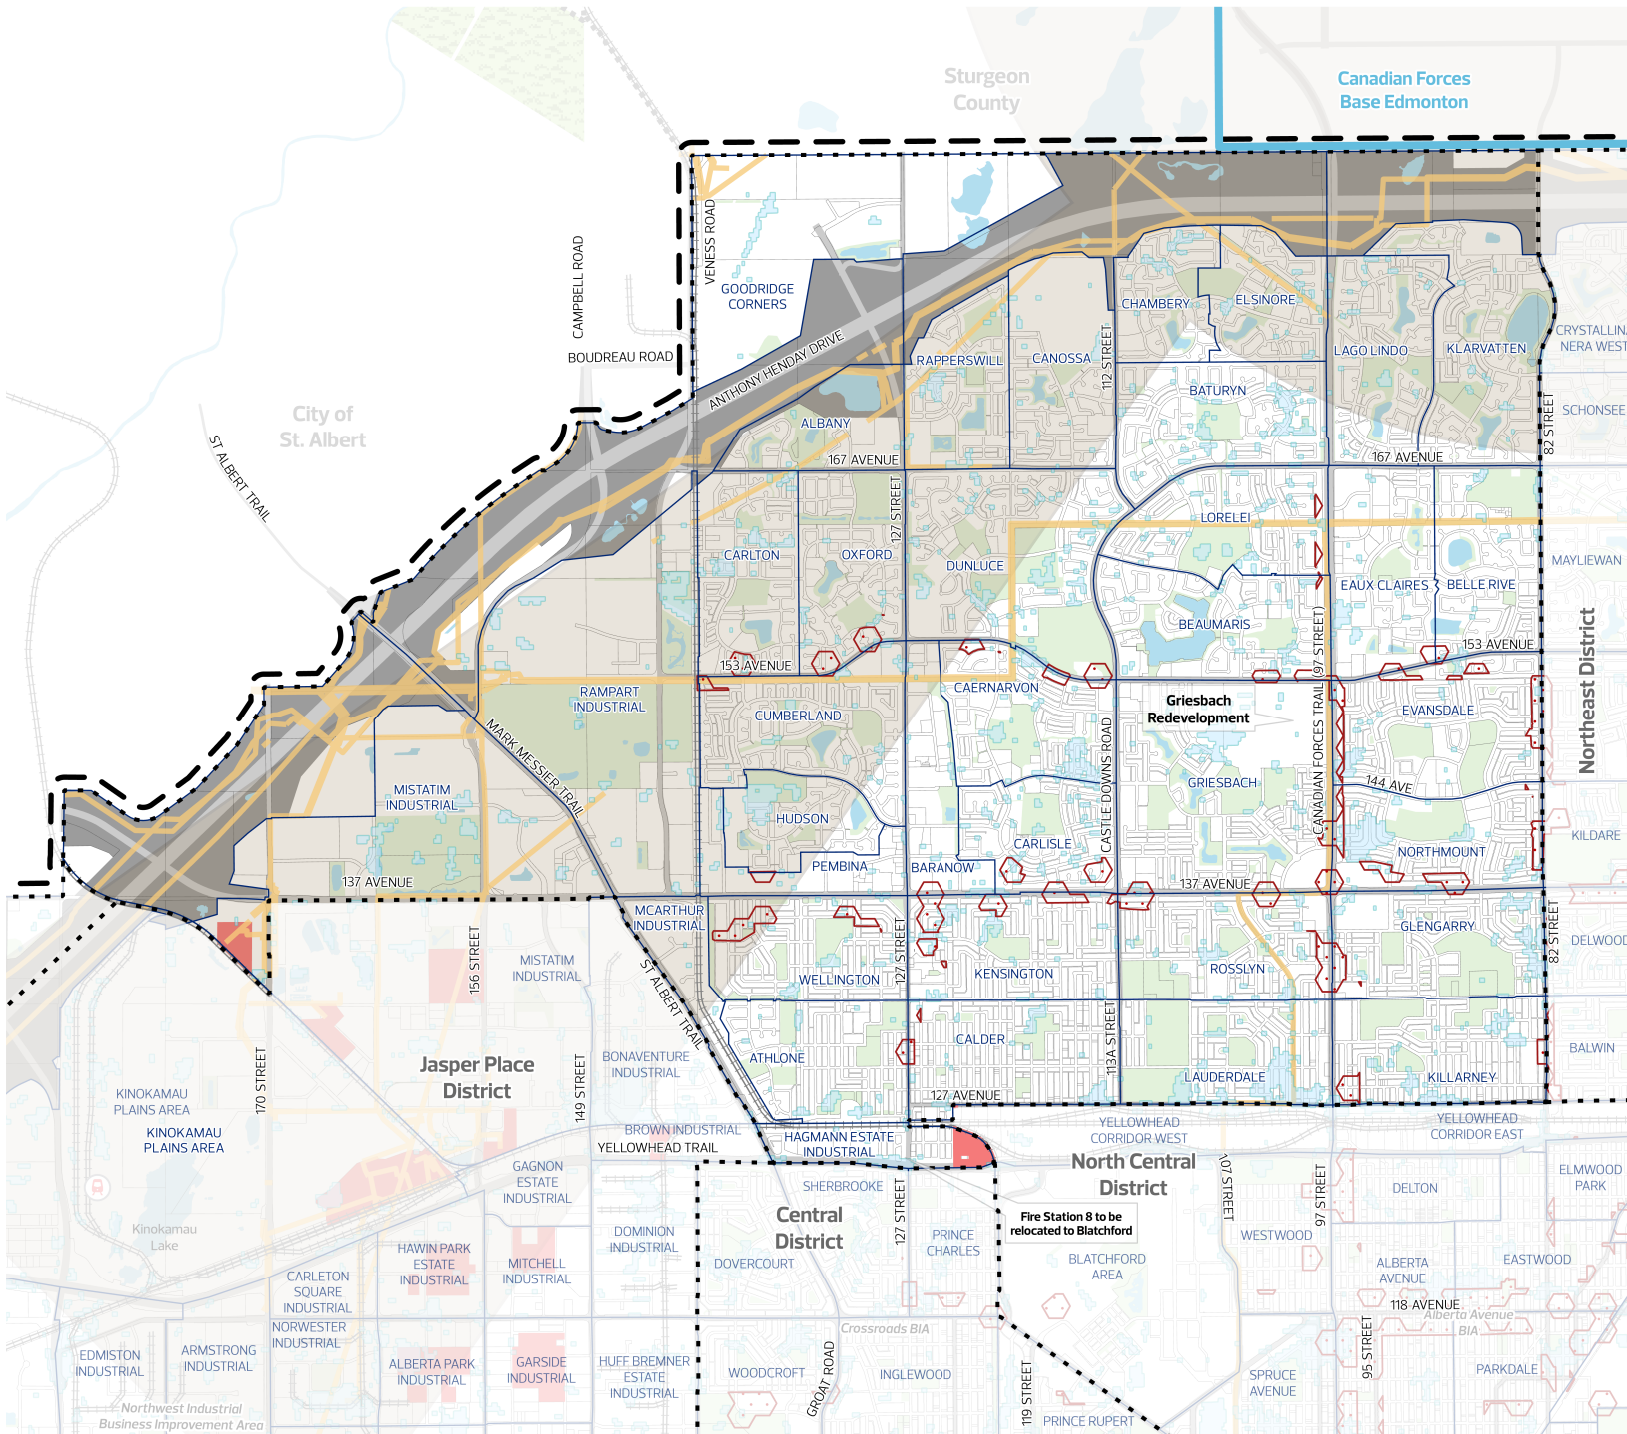 Sturgeon
County
Canadian Forces
Base Edmonton
CAMPBELL ROAD
VENESS ROAD
GOODRIDGE
CORNERS
CHAMBERY
ELSINORE
BOUDREAU ROAD
ANTHONY HENDAY DRIVE
RAPPERSWILL
CANOSSA
112 STREET
LAGO LINDO
KLARVATTEN
CRYSTALLINA
NERA WEST
BATURYN
City of
St. Albert
ALBANY
82 STREET
SCHONSEE
ST ALBERT TRAIL
167 AVENUE
167 AVENUE
127 STREET
LORELEI
CARLTON
OXFORD
DUNLUCE
MAYLIEWAN
EAUX CLAIRES
BELLE RIVE
BEAUMARIS
153 AVENUE
153 AVENUE
Northeast District
CANADIAN FORCES TRAIL (97 STREET)
RAMPART
INDUSTRIAL
CAERNARVON
Griesbach
Redevelopment
CUMBERLAND
EVANSDALE
MARK MESSIER TRAIL
CASTLE DOWNS ROAD
GRIESBACH
144 AVE
MISTATIM
INDUSTRIAL
HUDSON
KILDARE
CARLISLE
NORTHMOUNT
PEMBINA
BARANOW
137 AVENUE
137 AVENUE
MCARTHUR
INDUSTRIAL
GLENGARRY
82 STREET
DELWOOD
156 STREET
MISTATIM
INDUSTRIAL
ST ALBERT TRAIL
WELLINGTON
127 STREET
KENSINGTON
ROSSLYN
CALDER
113A STREET
BALWIN
Jasper Place
District
170 STREET
149 STREET
BONAVENTURE
INDUSTRIAL
ATHLONE
LAUDERDALE
KILLARNEY
127 AVENUE
KINOKAMAU
PLAINS AREA
KINOKAMAU
PLAINS AREA
BROWN INDUSTRIAL
YELLOWHEAD TRAIL
HAGMANN ESTATE
INDUSTRIAL
YELLOWHEAD
CORRIDOR WEST
YELLOWHEAD
CORRIDOR EAST
North Central
District
GAGNON
ESTATE
INDUSTRIAL
SHERBROOKE
107 STREET
97 STREET
DELTON
ELMWOOD
PARK
Central
District
127 STREET
Fire Station 8 to be
relocated to Blatchford
Kinokamau
Lake
DOMINION
INDUSTRIAL
PRINCE
CHARLES
WESTWOOD
HAWIN PARK
ESTATE
INDUSTRIAL
MITCHELL
INDUSTRIAL
DOVERCOURT
BLATCHFORD
AREA
ALBERTA
AVENUE
EASTWOOD
CARLETON
SQUARE
INDUSTRIAL
118 AVENUE
Alberta Avenue
BIA
NORWESTER
INDUSTRIAL
Crossroads BIA
EDMISTON
INDUSTRIAL
ARMSTRONG
INDUSTRIAL
ALBERTA PARK
INDUSTRIAL
GARSIDE
INDUSTRIAL
HUFF BREMNER
ESTATE
INDUSTRIAL
WOODCROFT
GROAT ROAD
INGLEWOOD
119 STREET
95 STREET
SPRUCE
AVENUE
PARKDALE
Northwest Industrial
Business Improvement Area
PRINCE RUPERT